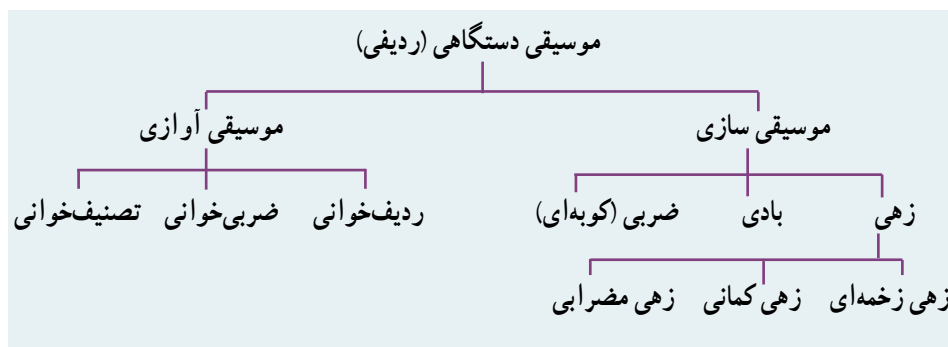 موسیقی دستگاهی (ردیفی)
موسیقی سازی موسیقی آوازی
زهی بادی ضربی (کوبه‌ای) ردیف‌خوانی ضربی‌خوانی تصنیف‌خوانی
زهی زخمه‌ای زهی کمانی زهی مضرابی